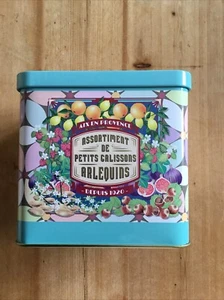 AIX EN PROVENCE
ASSORTIMENT
DE
PETITS CALISSONS
ARLEQUINS
DEPUIS 1920